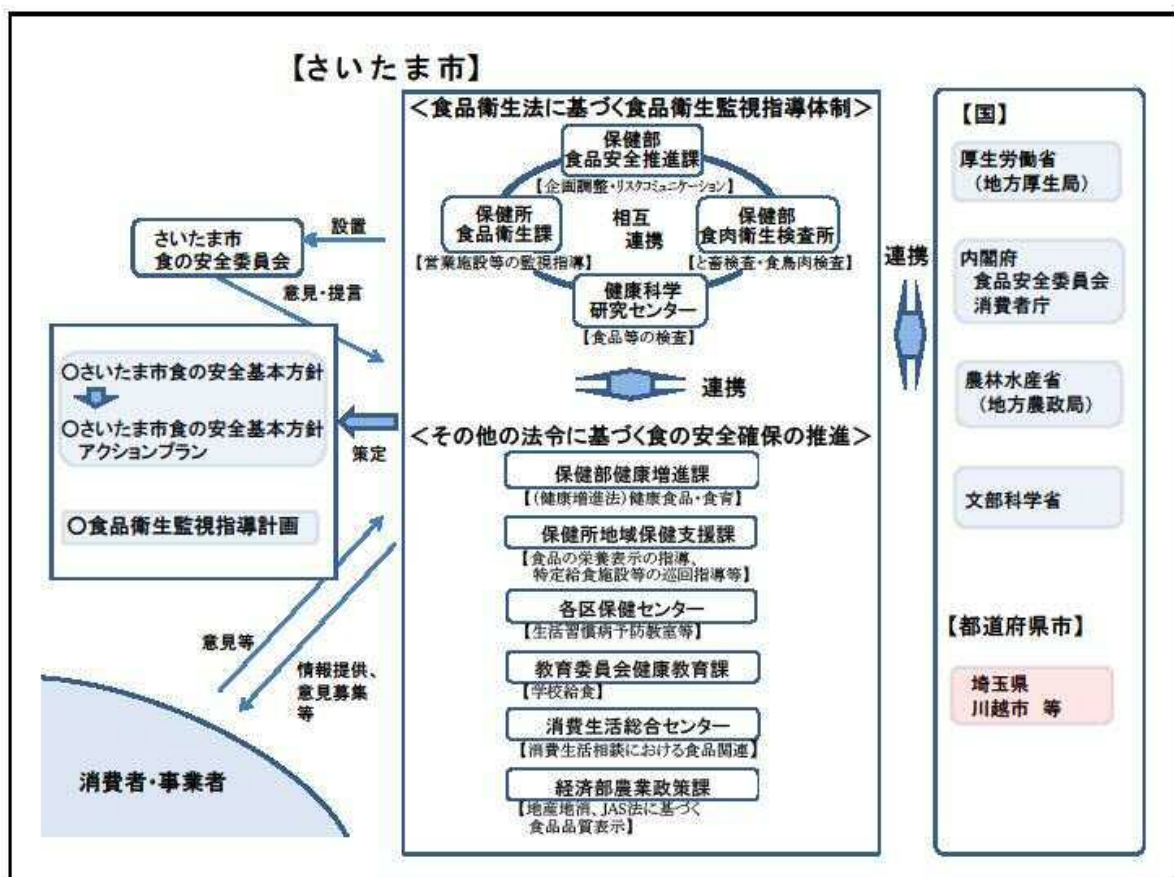 【さいたま市】
＜食品衛生法に基づく食品衛生監視指導体制＞
保健部
食品安全推進課
【企画調整・リスクコミュニケーション】
保健所
食品衛生課
【営業施設等の監視指導】
相互
連携
保健部
食肉衛生検査所
【と畜検査・食鳥肉検査】
健康科学
研究センター
【食品等の検査】
連携
＜その他の法令に基づく食の安全確保の推進＞
保健部健康増進課
【(健康増進法)健康食品・食育】
保健所地域保健支援課
【食品の栄養表示の指導、
特定給食施設等の巡回指導等】
各区保健センター
【生活習慣病予防教室等】
教育委員会健康教育課
【学校給食】
消費生活総合センター
【消費生活相談における食品関連】
経済部農業政策課
【地産地消、JAS法に基づく
食品品質表示】
設置
さいたま市
食の安全委員会
意見・提言
○さいたま市食の安全基本方針
○さいたま市食の安全基本方針
アクションプラン
○食品衛生監視指導計画
策定
意見等
情報提供、
意見募集
等
消費者・事業者
連携
【国】
厚生労働省
（地方厚生局）
内閣府
食品安全委員会
消費者庁
農林水産省
（地方農政局）
文部科学省
【都道府県市】
埼玉県
川越市 等